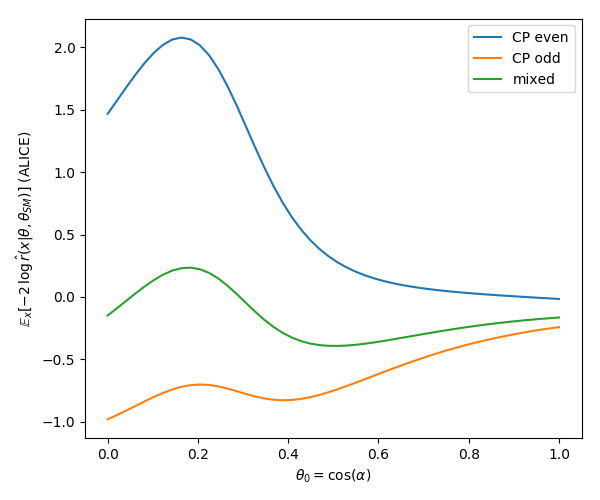 CP even
CP odd
mixed
2.0
1.5
1.0
0.5
0.0
−0.5
−1.0
0.0 0.2 0.4 0.6 0.8 1.0
θ₀ = cos(α)
𝔼ₓ[−2 log r̂(x|θ, θ_SM)] (ALICE)